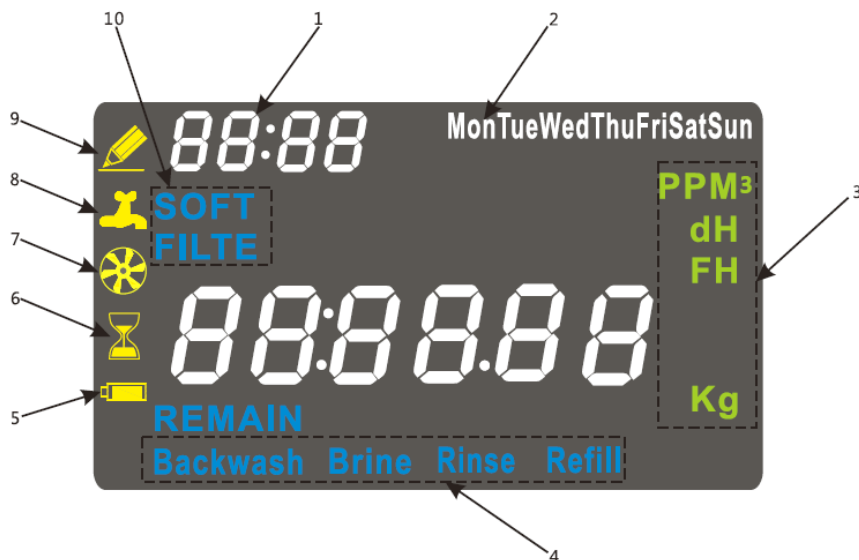 10
1
2
9
88:88
MonTueWedThuFriSatSun
8
SOFT
PPM3
3
dH
7
FILTE
FH
6
88:88.88
5
Kg
REMAIN
Backwash Brine Rinse Refill
4